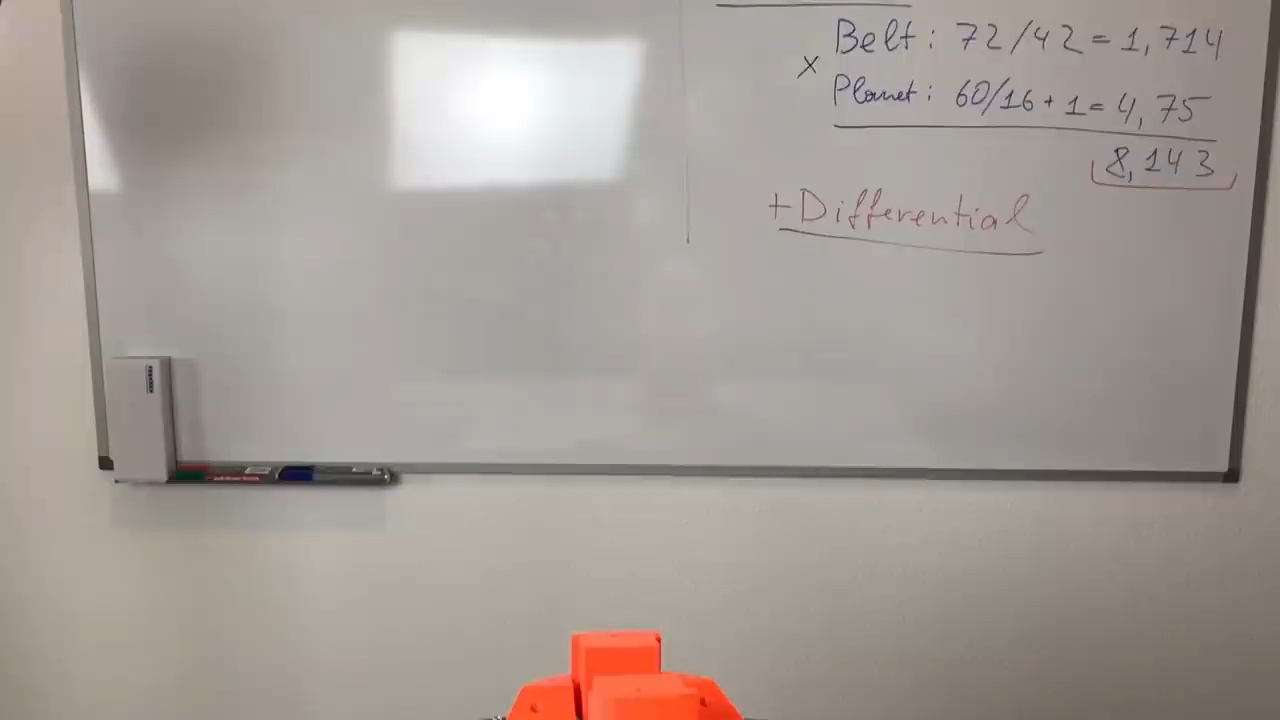 Belt: 72/42 = 1,714
x
Planet: 60/16 + 1 = 4,75
8,143
+Differential